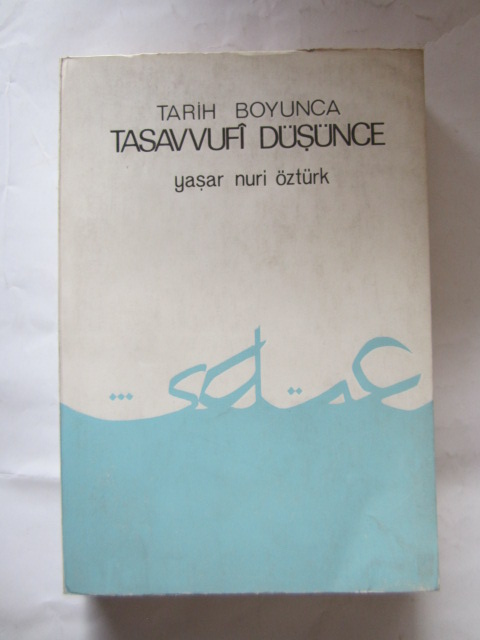 TARİH BOYUNCA
TASAVVUFÎ DÜŞÜNCE
yaşar nuri öztürk